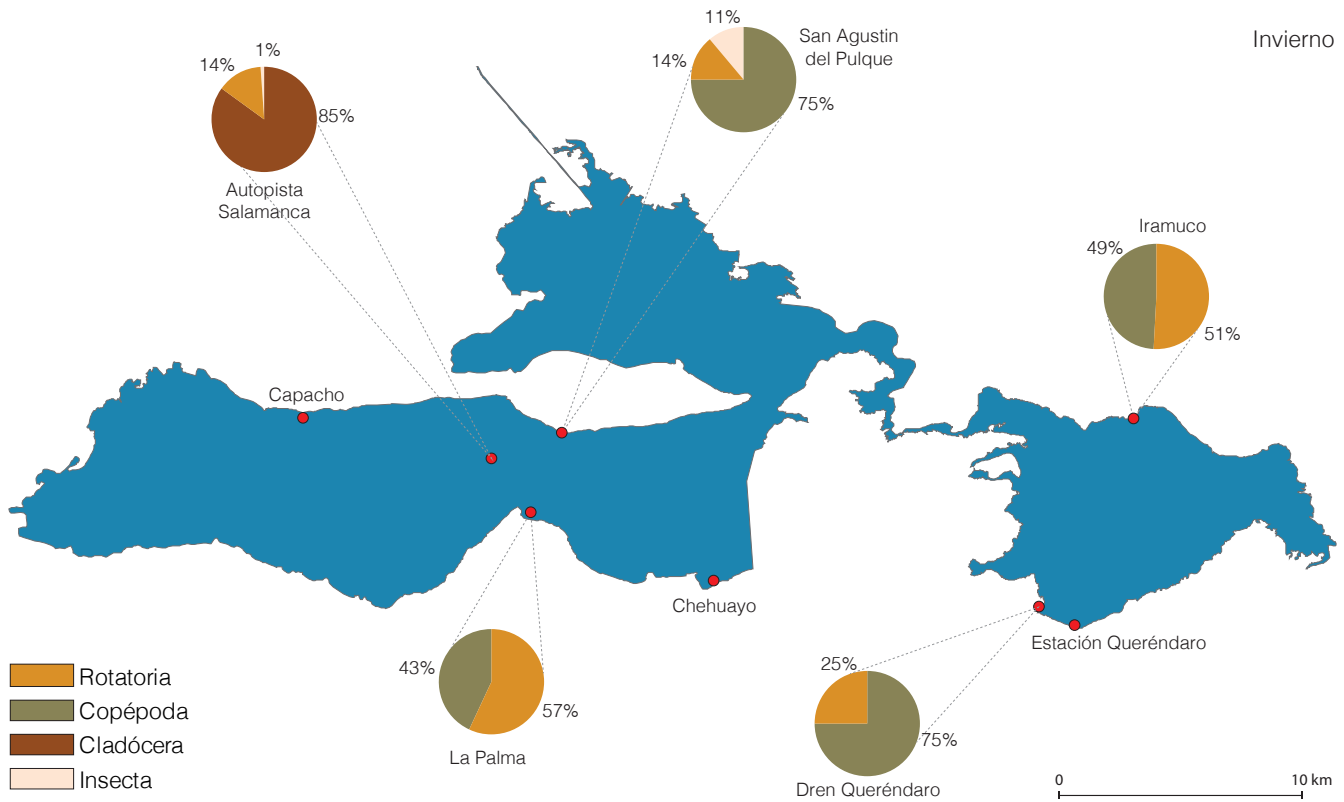 Invierno
11%
San Agustin
del Pulque
14%
75%
1%
14%
85%
Autopista
Salamanca
Iramuco
49%
51%
Capacho
Chehuayo
Estación Queréndaro
43%
57%
La Palma
25%
75%
Dren Queréndaro
Rotatoria
Copépoda
Cladócera
Insecta
0
10 km